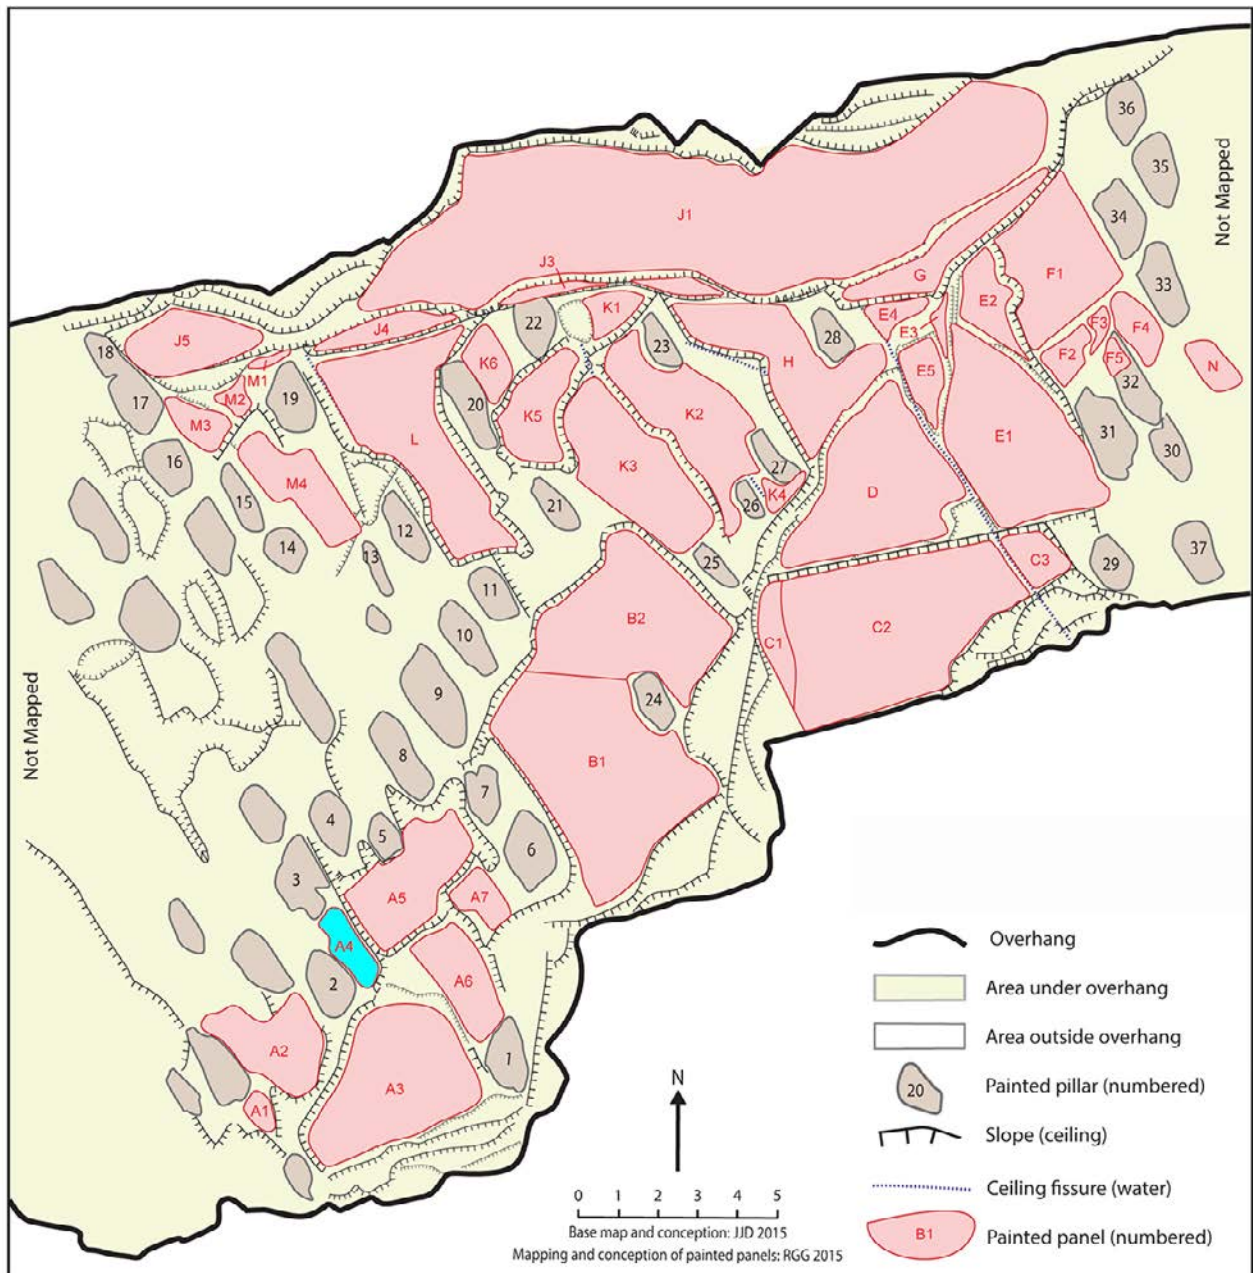 36
35
Not Mapped
34
J1
33
J3
G
F1
E2
K1
E4
F3
F4
22
J4
E3
23
28
J5
H
F2
F5
N
18
K6
M1
E5
32
17
M2
19
20
K2
M3
L
K5
31
E1
30
16
27
K3
M4
D
K4
15
26
21
12
14
13
25
C3
29
37
11
B2
10
C1
C2
9
24
Not Mapped
8
B1
7
4
5
6
3
A5
A7
A4
A6
2
A2
1
A3
A1
N
0 1 2 3 4 5
Base map and conception: JJD 2015
Mapping and conception of painted panels: RGG 2015
Overhang
Area under overhang
Area outside overhang
20 Painted pillar (numbered)
Slope (ceiling)
Ceiling fissure (water)
B1 Painted panel (numbered)